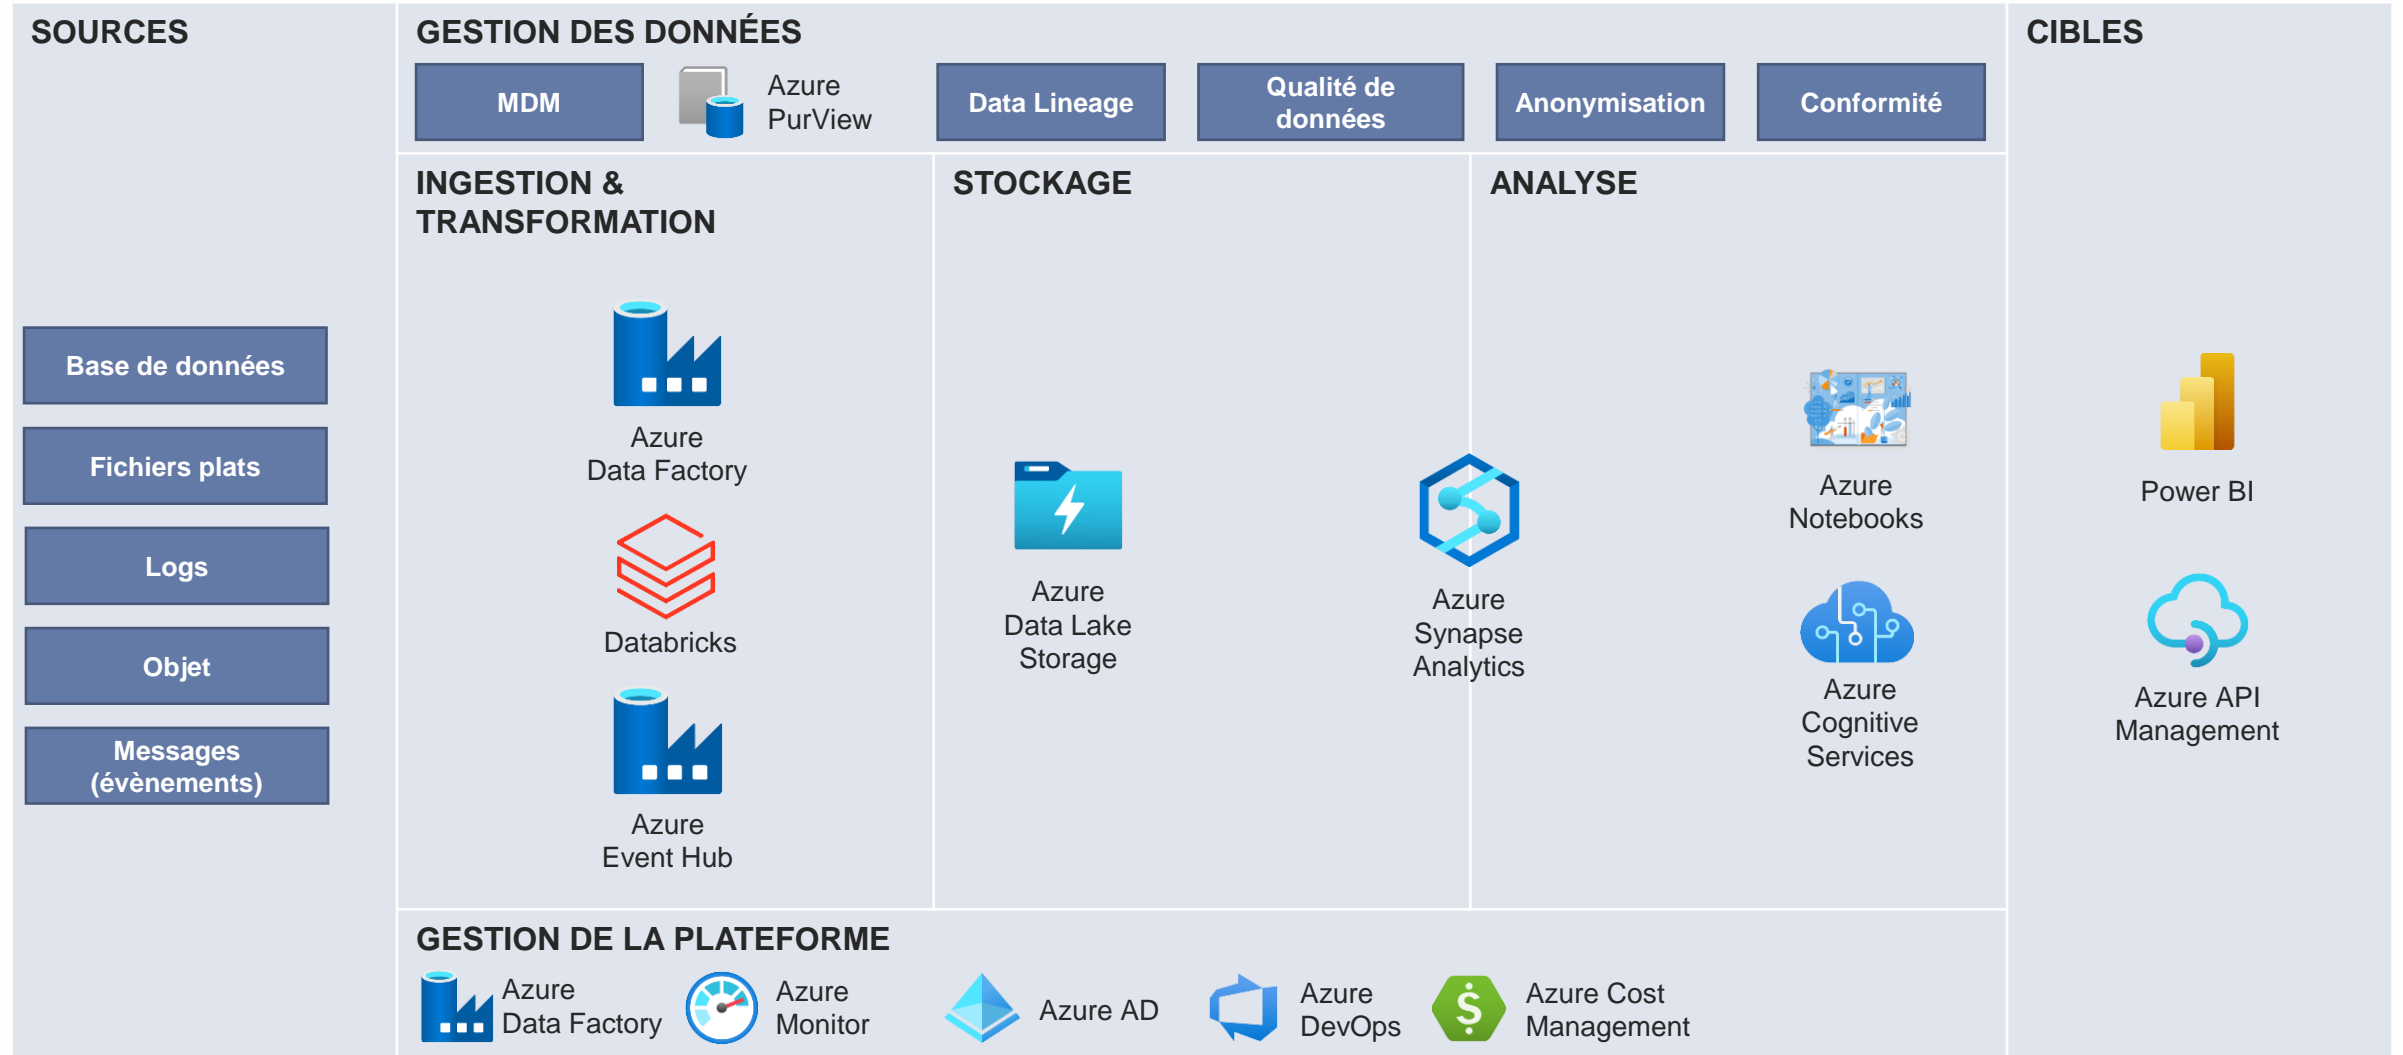 SOURCES
Base de données
Fichiers plats
Logs
Objet
Messages
(évènements)
GESTION DES DONNÉES
MDM
Azure
PurView
Data Lineage
Qualité de
données
Anonymisation
Conformité
INGESTION &
TRANSFORMATION
Azure
Data Factory
Databricks
Azure
Event Hub
STOCKAGE
Azure
Data Lake
Storage
Azure
Synapse
Analytics
ANALYSE
Azure
Notebooks
Azure
Cognitive
Services
GESTION DE LA PLATEFORME
Azure
Data Factory
Azure
Monitor
Azure AD
Azure
DevOps
$
Azure Cost
Management
CIBLES
Power BI
Azure API
Management